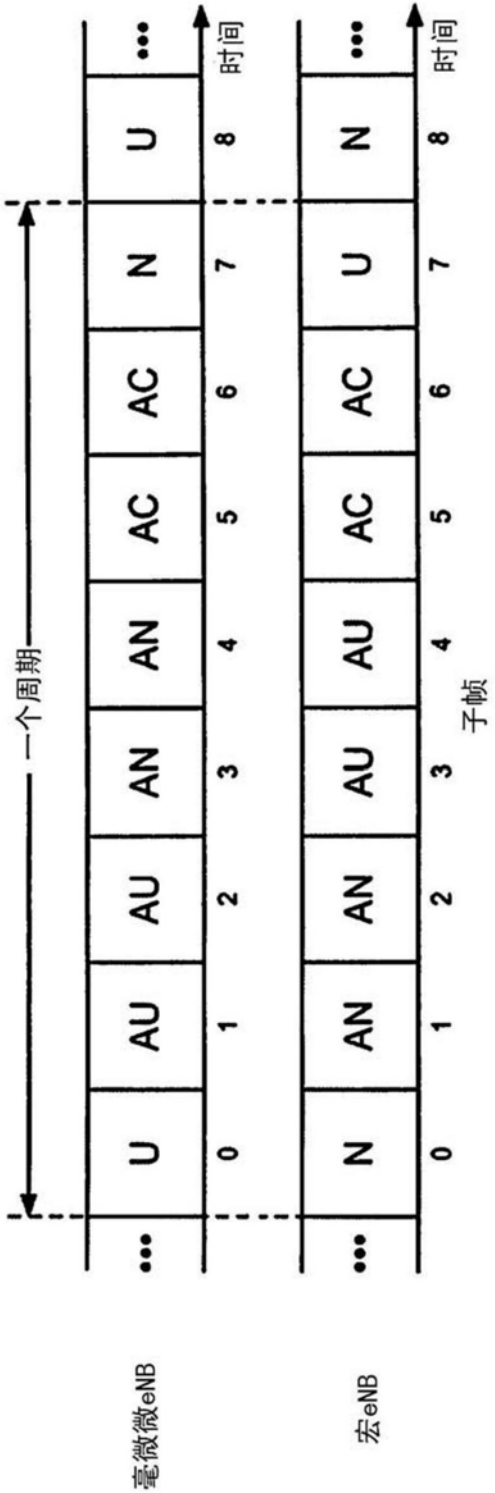 一个周期
毫微微eNB ••• U AU AU AN AN AC AC N U •••
0 1 2 3 4 5 6 7 8 时间
宏eNB ••• N AN AN AU AU AC AC U N •••
0 1 2 3 4 5 6 7 8 时间
子帧